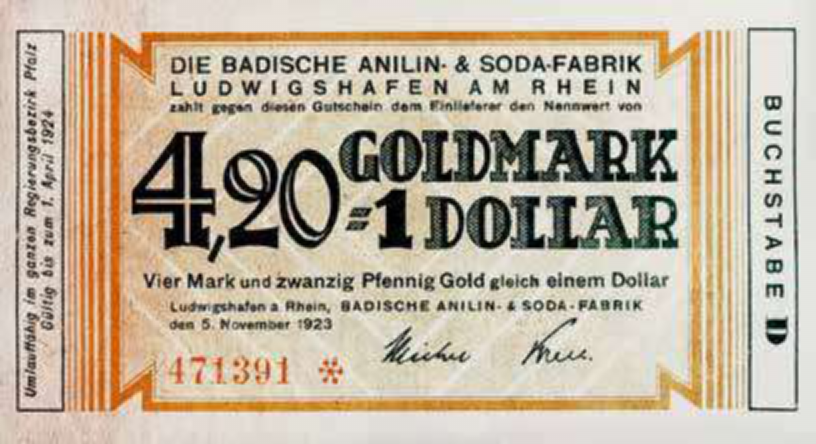 Umlauffähig im ganzen Regierungsbezirk Pfalz
Gültig bis zum 1. April 1924
DIE BADISCHE ANILIN- & SODA-FABRIK
LUDWIGSHAFEN AM RHEIN
zahlt gegen diesen Gutschein dem Einlieferer den Nennwert von
4,20 GOLDMARK
=1 DOLLAR
Vier Mark und zwanzig Pfennig Gold gleich einem Dollar
Ludwigshafen a. Rhein, BADISCHE ANILIN- & SODA-FABRIK
den 5. November 1923
471391 *
BUCHSTABE D